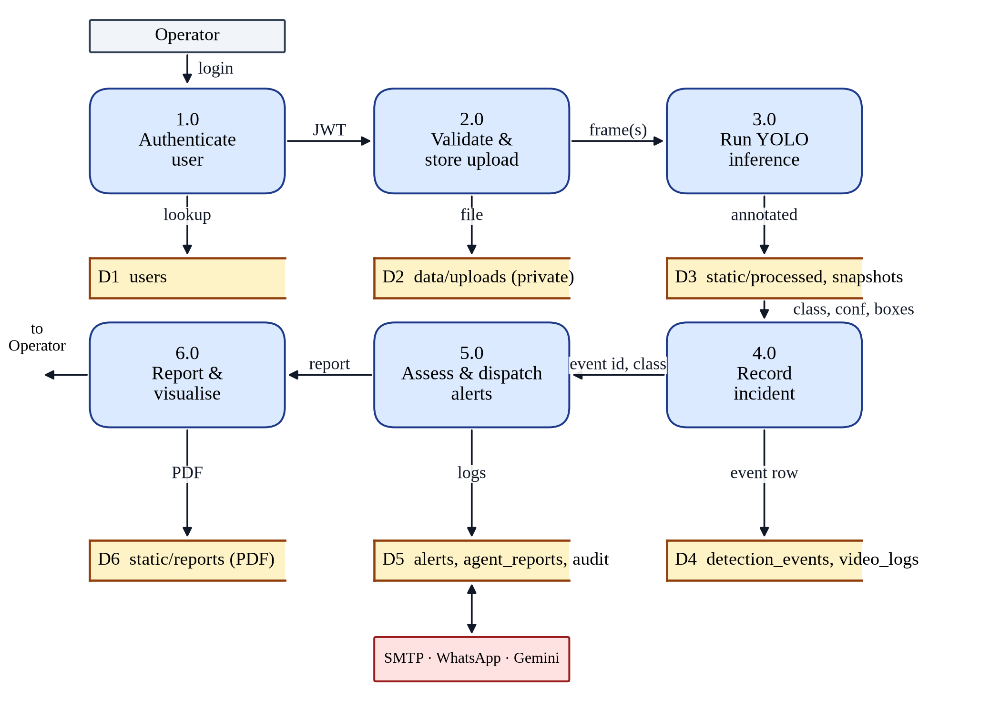 Operator
login
1.0
Authenticate
user
JWT
2.0
Validate &
store upload
frame(s)
3.0
Run YOLO
inference
lookup
file
annotated
D1 users
D2 data/uploads (private)
D3 static/processed, snapshots
class, conf, boxes
to
Operator
6.0
Report &
visualise
report
5.0
Assess & dispatch
alerts
event id, class
4.0
Record
incident
PDF
logs
event row
D6 static/reports (PDF)
D5 alerts, agent_reports, audit
D4 detection_events, video_logs
SMTP · WhatsApp · Gemini